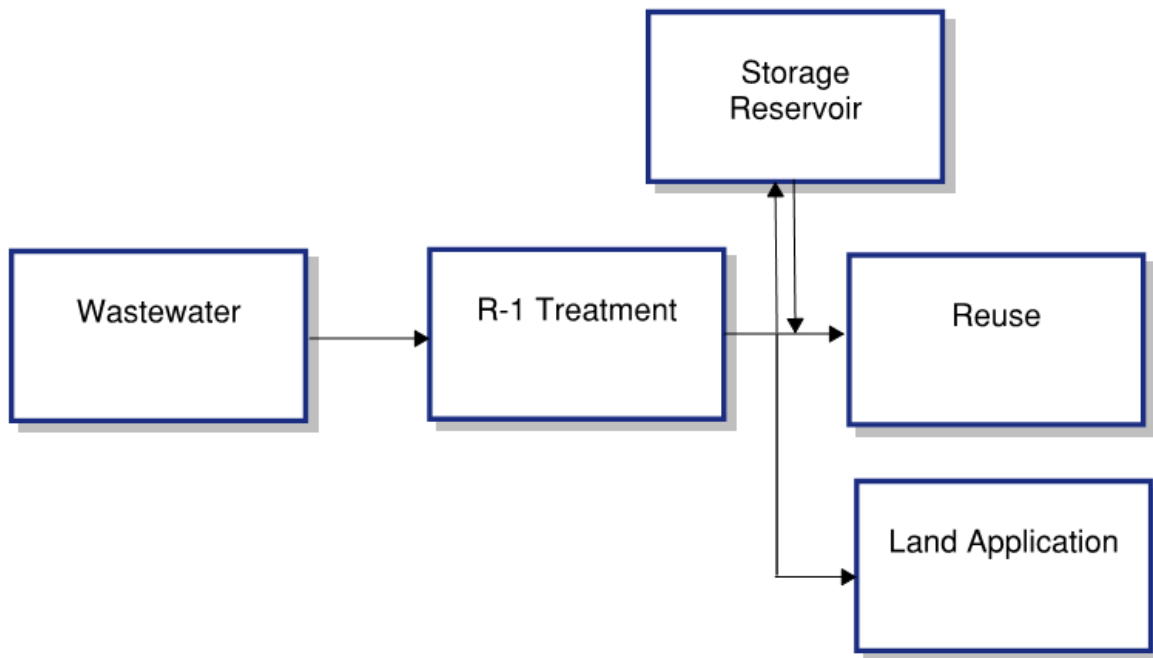 Storage
Reservoir
Wastewater
R-1 Treatment
Reuse
Land Application